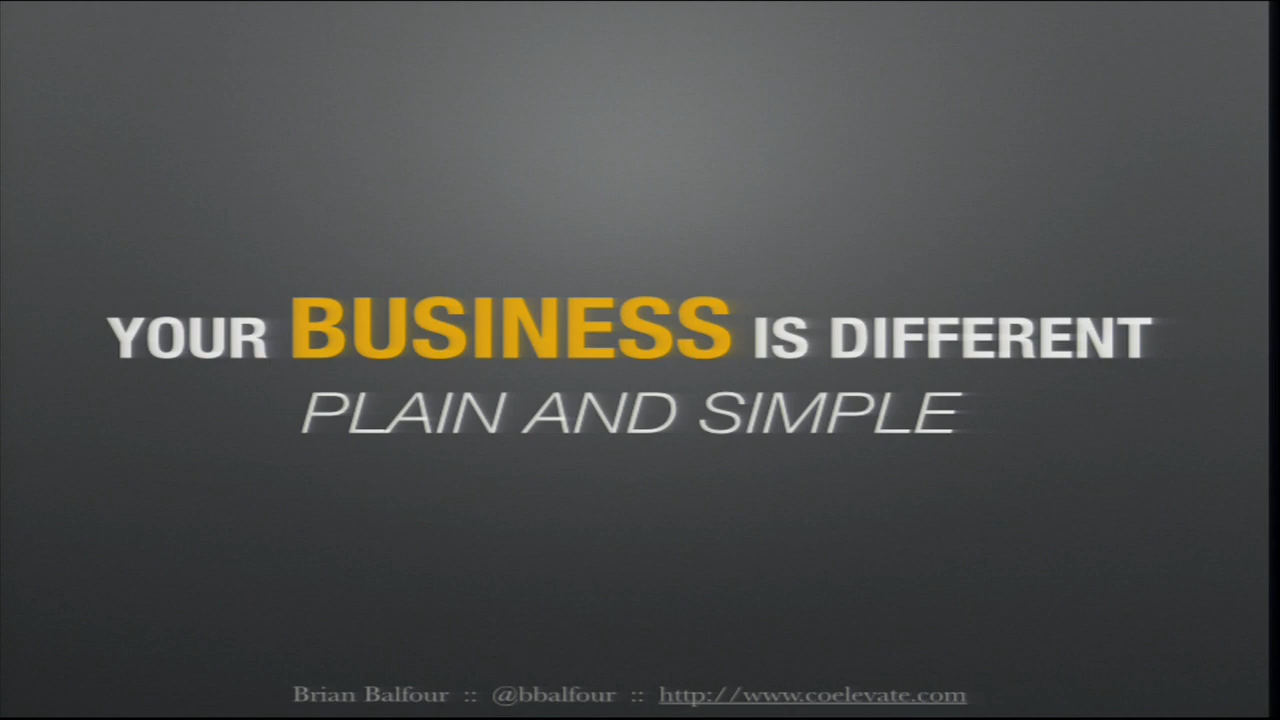 YOUR BUSINESS IS DIFFERENT
PLAIN AND SIMPLE
Brian Balfour :: @bbalfour :: http://www.coelevate.com